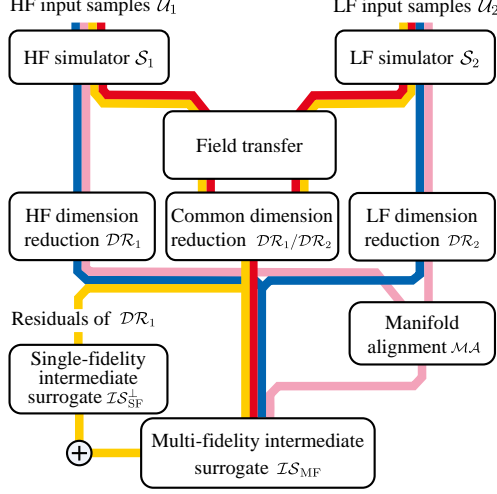 HF input samples 𝒰₁
LF input samples 𝒰₂
HF simulator 𝒮₁
LF simulator 𝒮₂
Field transfer
HF dimension
reduction 𝒟ℛ₁
Common dimension
reduction 𝒟ℛ₁/𝒟ℛ₂
LF dimension
reduction 𝒟ℛ₂
Residuals of 𝒟ℛ₁
Manifold
alignment ℳ𝒜
Single-fidelity
intermediate
surrogate ℐ𝒮⊥SF
Multi-fidelity intermediate
surrogate ℐ𝒮MF